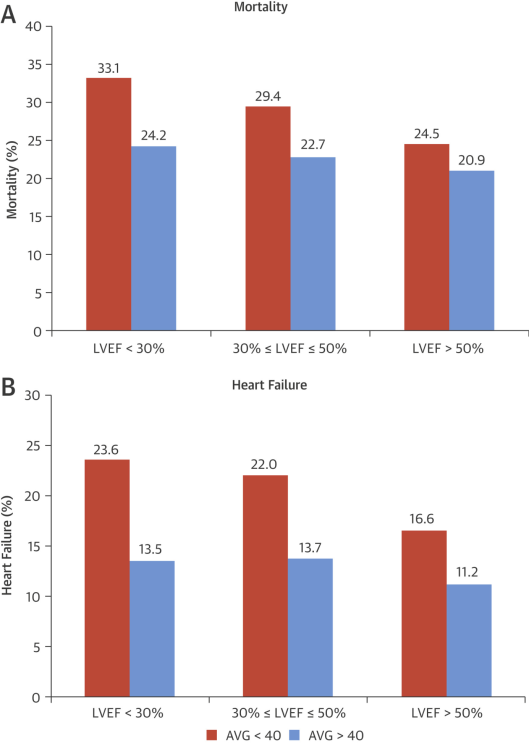 A
Mortality
Mortality (%)
40
35
30
25
20
15
10
5
0
33.1
24.2
29.4
22.7
24.5
20.9
LVEF < 30%
30% ≤ LVEF ≤ 50%
LVEF > 50%
B
Heart Failure
Heart Failure (%)
30
25
20
15
10
5
0
23.6
13.5
22.0
13.7
16.6
11.2
LVEF < 30%
30% ≤ LVEF ≤ 50%
LVEF > 50%
AVG < 40
AVG > 40